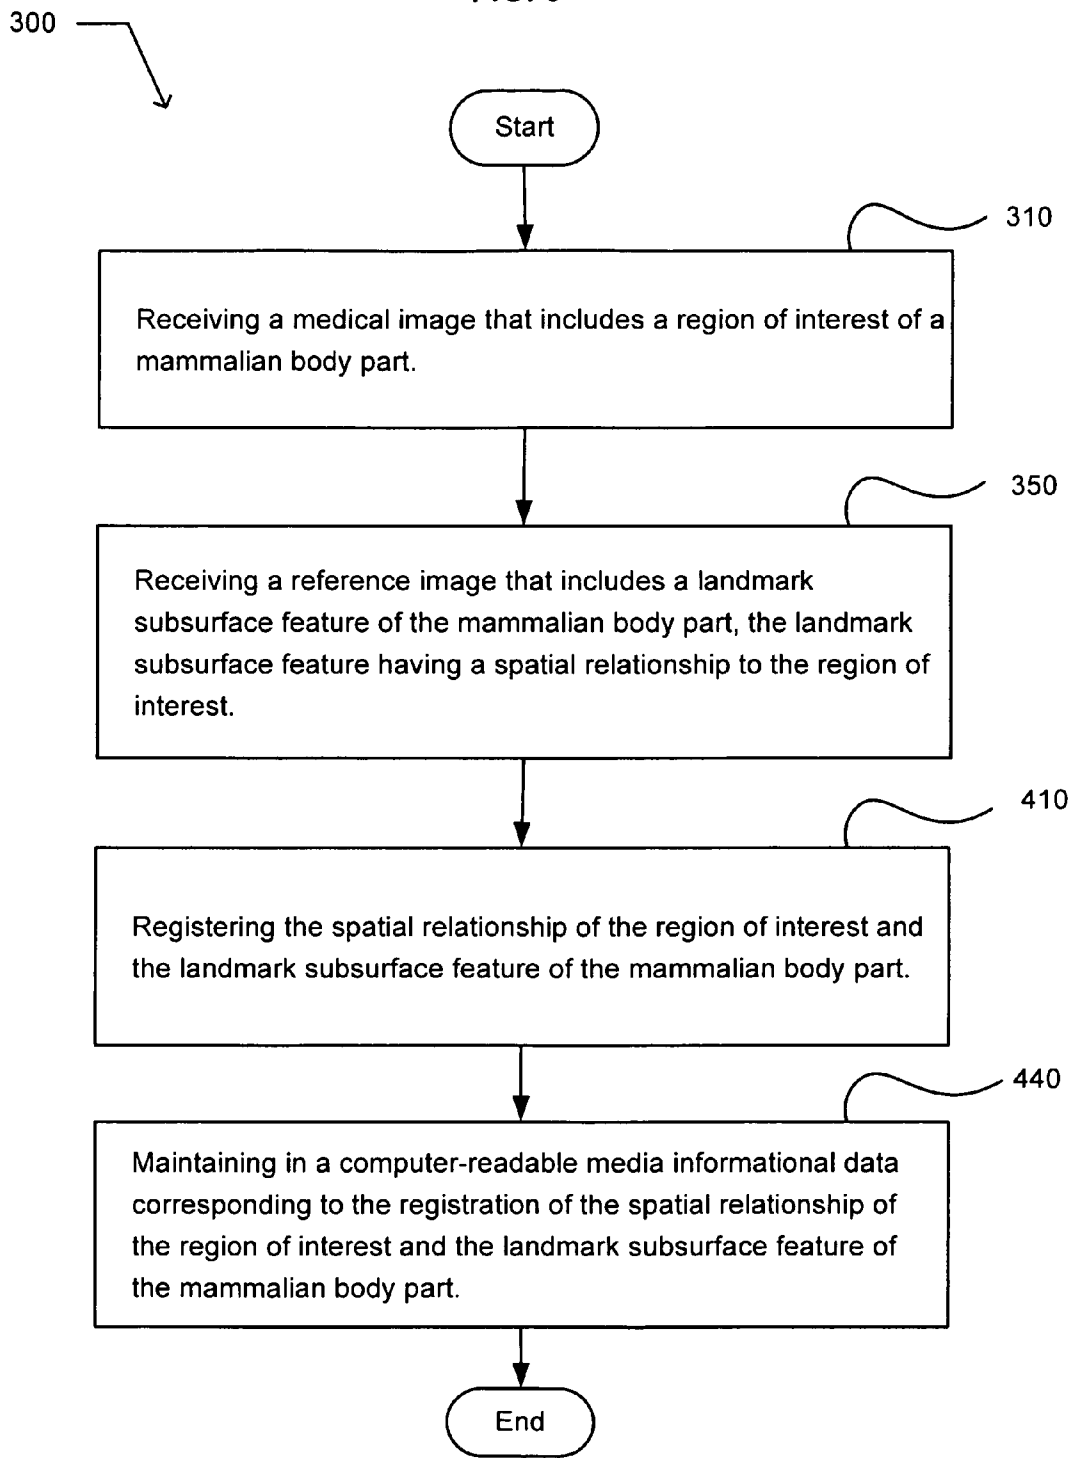 300
Start
310
Receiving a medical image that includes a region of interest of a
mammalian body part.
350
Receiving a reference image that includes a landmark
subsurface feature of the mammalian body part, the landmark
subsurface feature having a spatial relationship to the region of
interest.
410
Registering the spatial relationship of the region of interest and
the landmark subsurface feature of the mammalian body part.
440
Maintaining in a computer-readable media informational data
corresponding to the registration of the spatial relationship of
the region of interest and the landmark subsurface feature of
the mammalian body part.
End